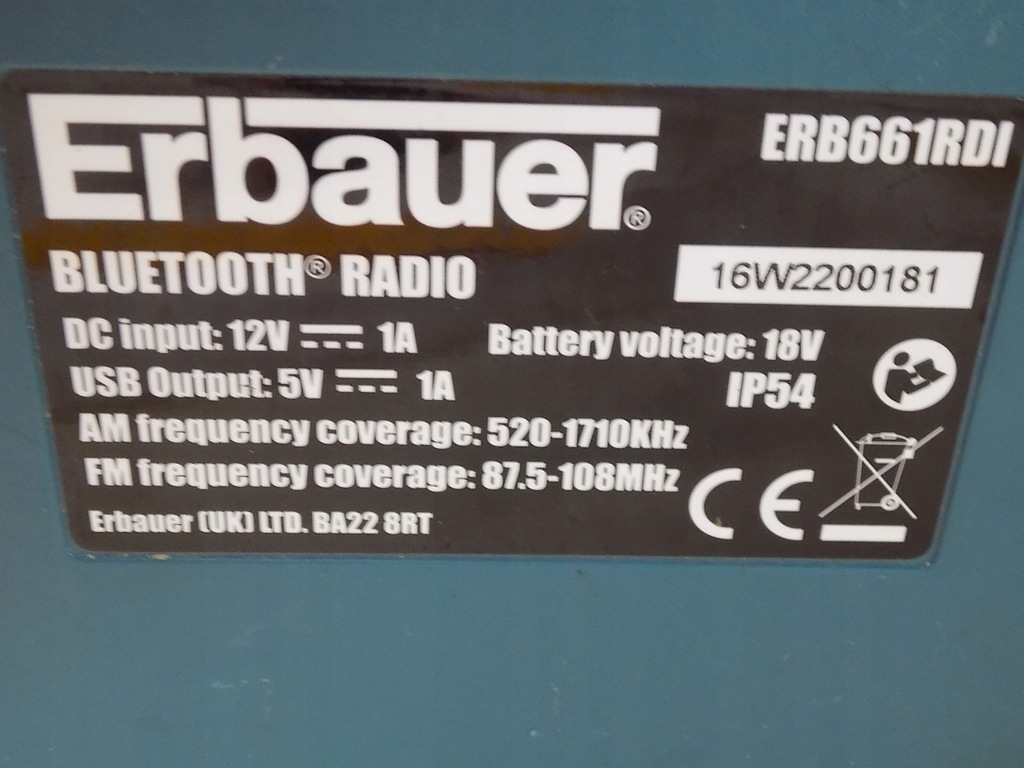 Erbauer®
ERB661RDI
BLUETOOTH® RADIO
16W2200181
DC input: 12V ⎓ 1A
Battery voltage: 18V
USB Output: 5V ⎓ 1A
IP54
AM frequency coverage: 520-1710KHz
FM frequency coverage: 87.5-108MHz
CE
Erbauer (UK) LTD. BA22 8RT